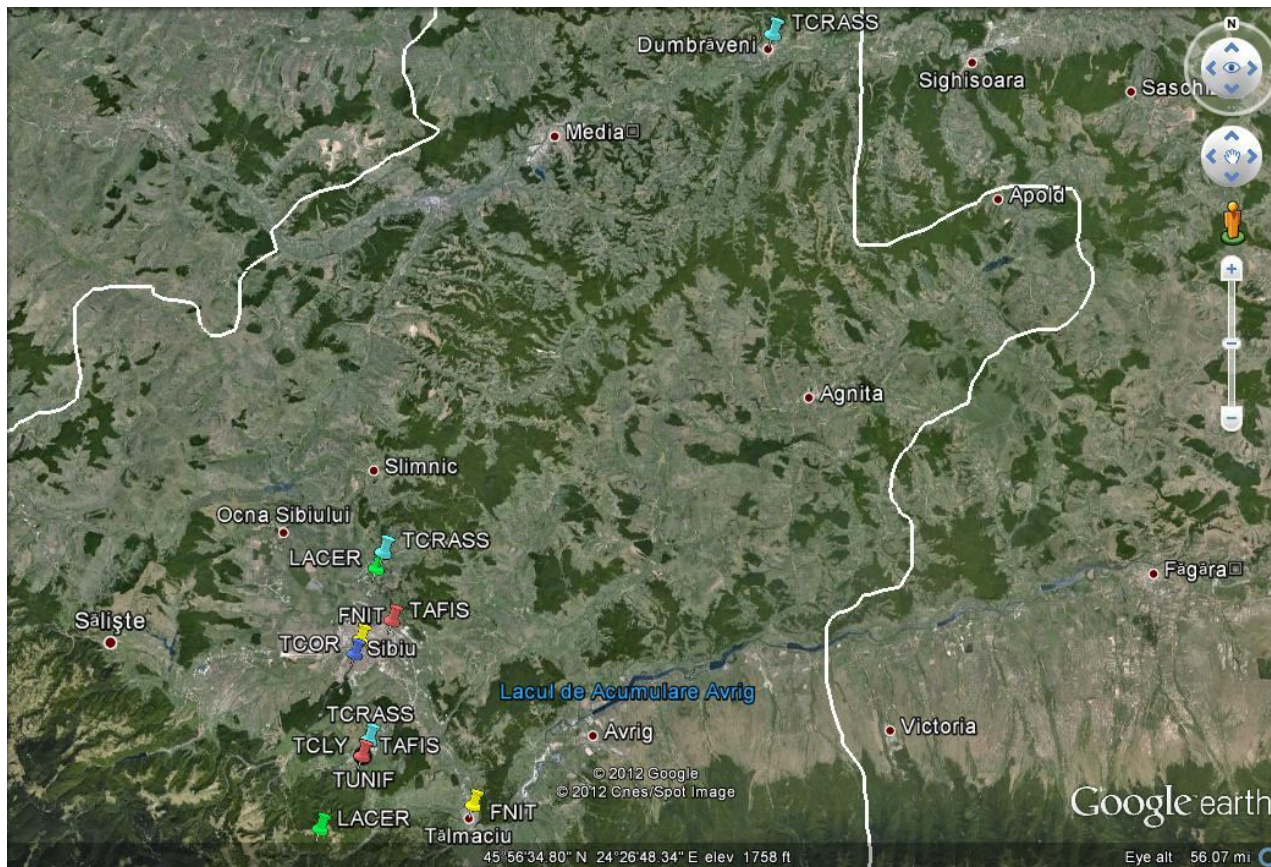 TCRASS
Dumbrăveni
N
Sighisoara
Media□
Apold
Agnita
Slimnic
Ocna Sibiului
TCRASS
LACER
Făgăra□
FNIT
TAFIS
Sălişte
TCOR
Sibiu
Lacul de Acumulare Avrig
TCRASS
Avrig
Victoria
TCLY
TAFIS
TUNIF
© 2012 Google
© 2012 Cnes/Spot Image
Google earth
FNIT
LACER
Tălmaciu
45°56'34.80" N 24°26'48.34" E elev 1758 ft
Eye alt 56.07 mi